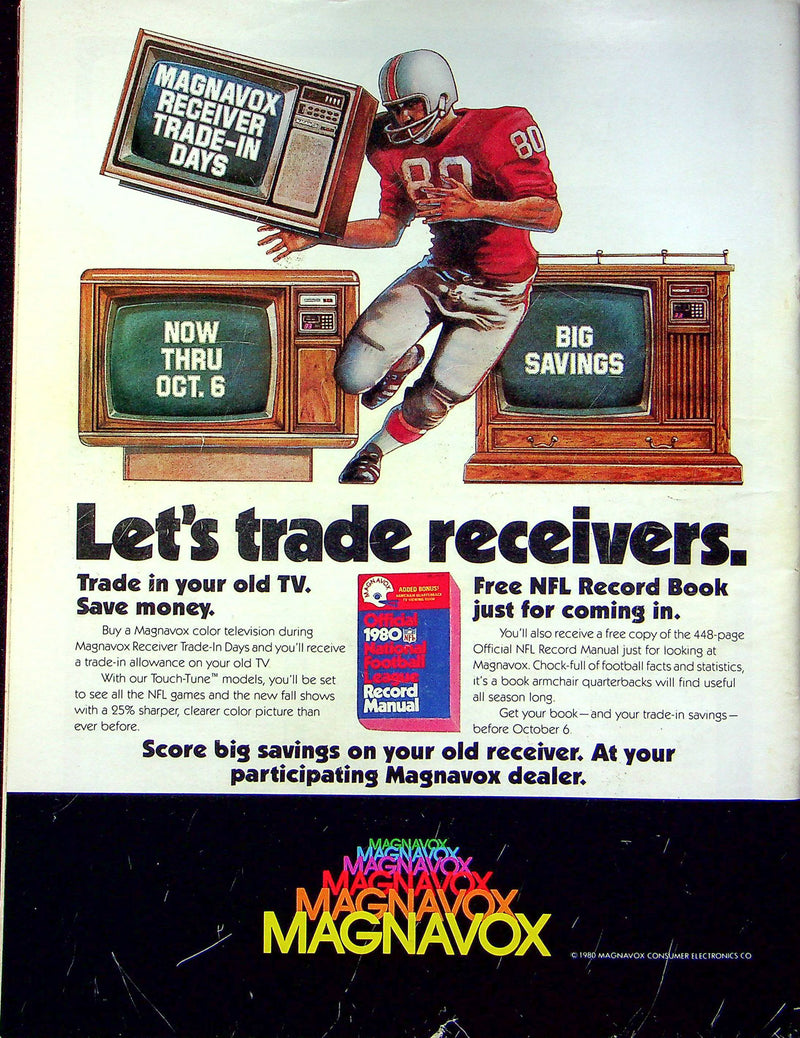 MAGNAVOX
RECEIVER
TRADE-IN
DAYS
80
80
NOW
THRU
OCT. 6
BIG
SAVINGS
Let's trade receivers.
Trade in your old TV.
Save money.
Buy a Magnavox color television during
Magnavox Receiver Trade-In Days and you'll receive
a trade-in allowance on your old TV
With our Touch-Tune™ models, you'll be set
to see all the NFL games and the new fall shows
with a 25% sharper, clearer color picture than
ever before.
MAGNAVOX
ADDED BONUS!
Official
1980 NFL
National
Football
League
Record
Manual
Free NFL Record Book
just for coming in.
You'll also receive a free copy of the 448-page
Official NFL Record Manual just for looking at
Magnavox. Chock-full of football facts and statistics,
it's a book armchair quarterbacks will find useful
all season long.
Get your book—and your trade-in savings—
before October 6.
Score big savings on your old receiver. At your
participating Magnavox dealer.
MAGNAVOX
MAGNAVOX
MAGNAVOX
MAGNAVOX
MAGNAVOX
MAGNAVOX
© 1980 MAGNAVOX CONSUMER ELECTRONICS CO